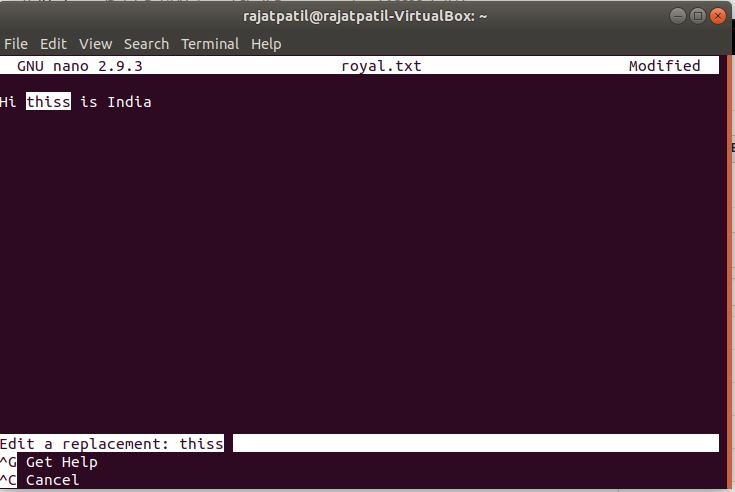 rajatpatil@rajatpatil-VirtualBox: ~
File Edit View Search Terminal Help
GNU nano 2.9.3 royal.txt Modified
Hi thiss is India
Edit a replacement: thiss
^G Get Help
^C Cancel